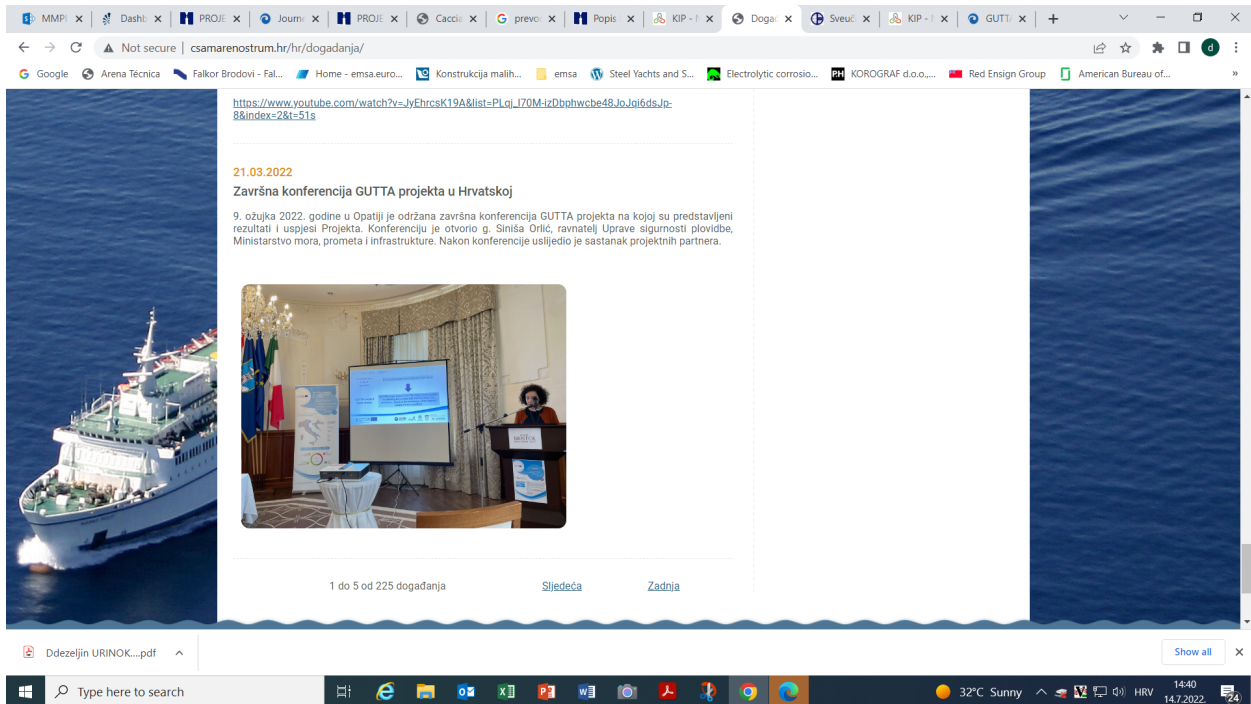 MMPI
Dashb
PROJE
Journe
PROJE
Caccia
prevod
Popis
KIP - N
Događ
Sveuč
KIP - N
GUTTA
Not secure | csamarenostrum.hr/hr/dogadanja/
Google
Arena Técnica
Falkor Brodovi - Fal...
Home - emsa.euro...
Konstrukcija malih...
emsa
Steel Yachts and S...
Electrolytic corrosio...
KOROGRAF d.o.o.,...
Red Ensign Group
American Bureau of...
»
https://www.youtube.com/watch?v=JyEhrcsK19A&list=PLqj_I70M-izDbphwcbe48JoJqi6dsJp-
8&index=2&t=51s
21.03.2022
Završna konferencija GUTTA projekta u Hrvatskoj
9. ožujka 2022. godine u Opatiji je održana završna konferencija GUTTA projekta na kojoj su predstavljeni
rezultati i uspjesi Projekta. Konferenciju je otvorio g. Siniša Orlić, ravnatelj Uprave sigurnosti plovidbe,
Ministarstvo mora, prometa i infrastrukture. Nakon konferencije uslijedio je sastanak projektnih partnera.
BRISTOL
1 do 5 od 225 događanja
Sljedeća
Zadnja
Ddezeljin URINOK....pdf
Show all
Type here to search
32°C Sunny
HRV
14:40
14.7.2022.
24